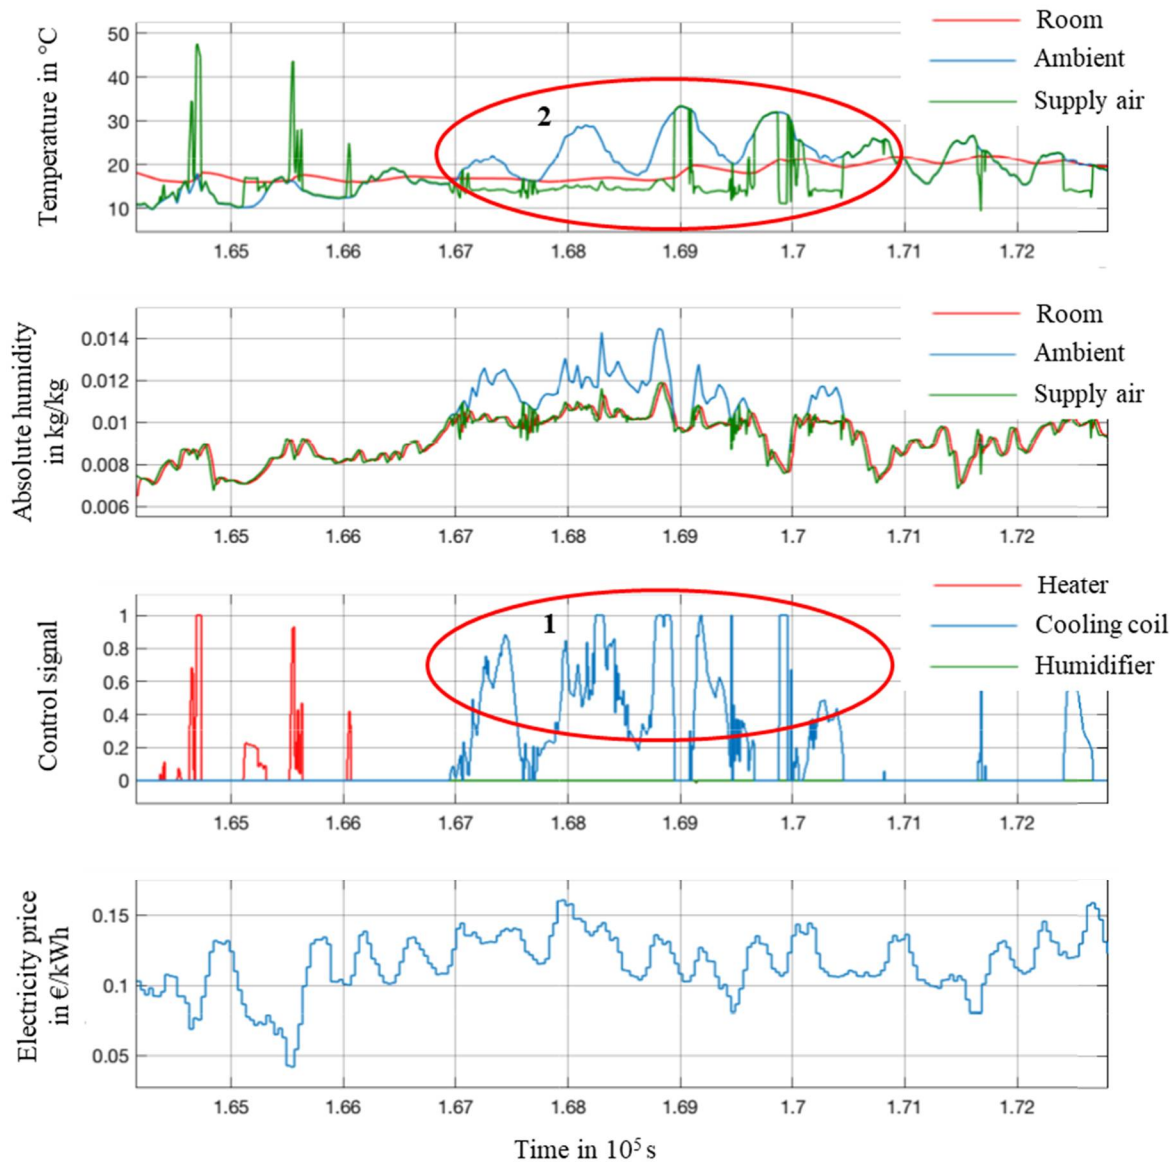 Temperature in °C
50
40
30
20
10
2
Room
Ambient
Supply air
1.65 1.66 1.67 1.68 1.69 1.7 1.71 1.72
Absolute humidity
in kg/kg
0.014
0.012
0.01
0.008
0.006
Room
Ambient
Supply air
1.65 1.66 1.67 1.68 1.69 1.7 1.71 1.72
Control signal
1
0.8
0.6
0.4
0.2
0
1
Heater
Cooling coil
Humidifier
1.65 1.66 1.67 1.68 1.69 1.7 1.71 1.72
Electricity price
in €/kWh
0.15
0.1
0.05
1.65 1.66 1.67 1.68 1.69 1.7 1.71 1.72
Time in 10⁵ s